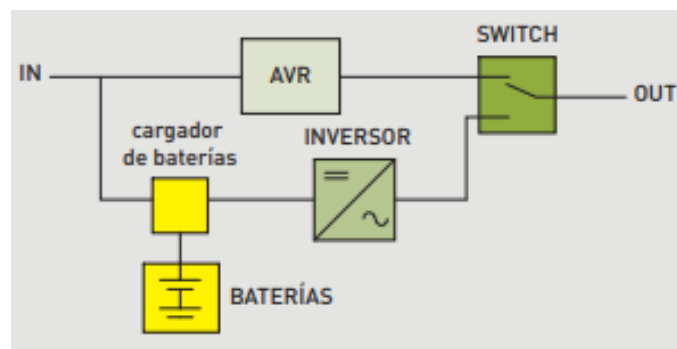 SWITCH
IN
AVR
OUT
cargador
de baterías
INVERSOR
BATERÍAS